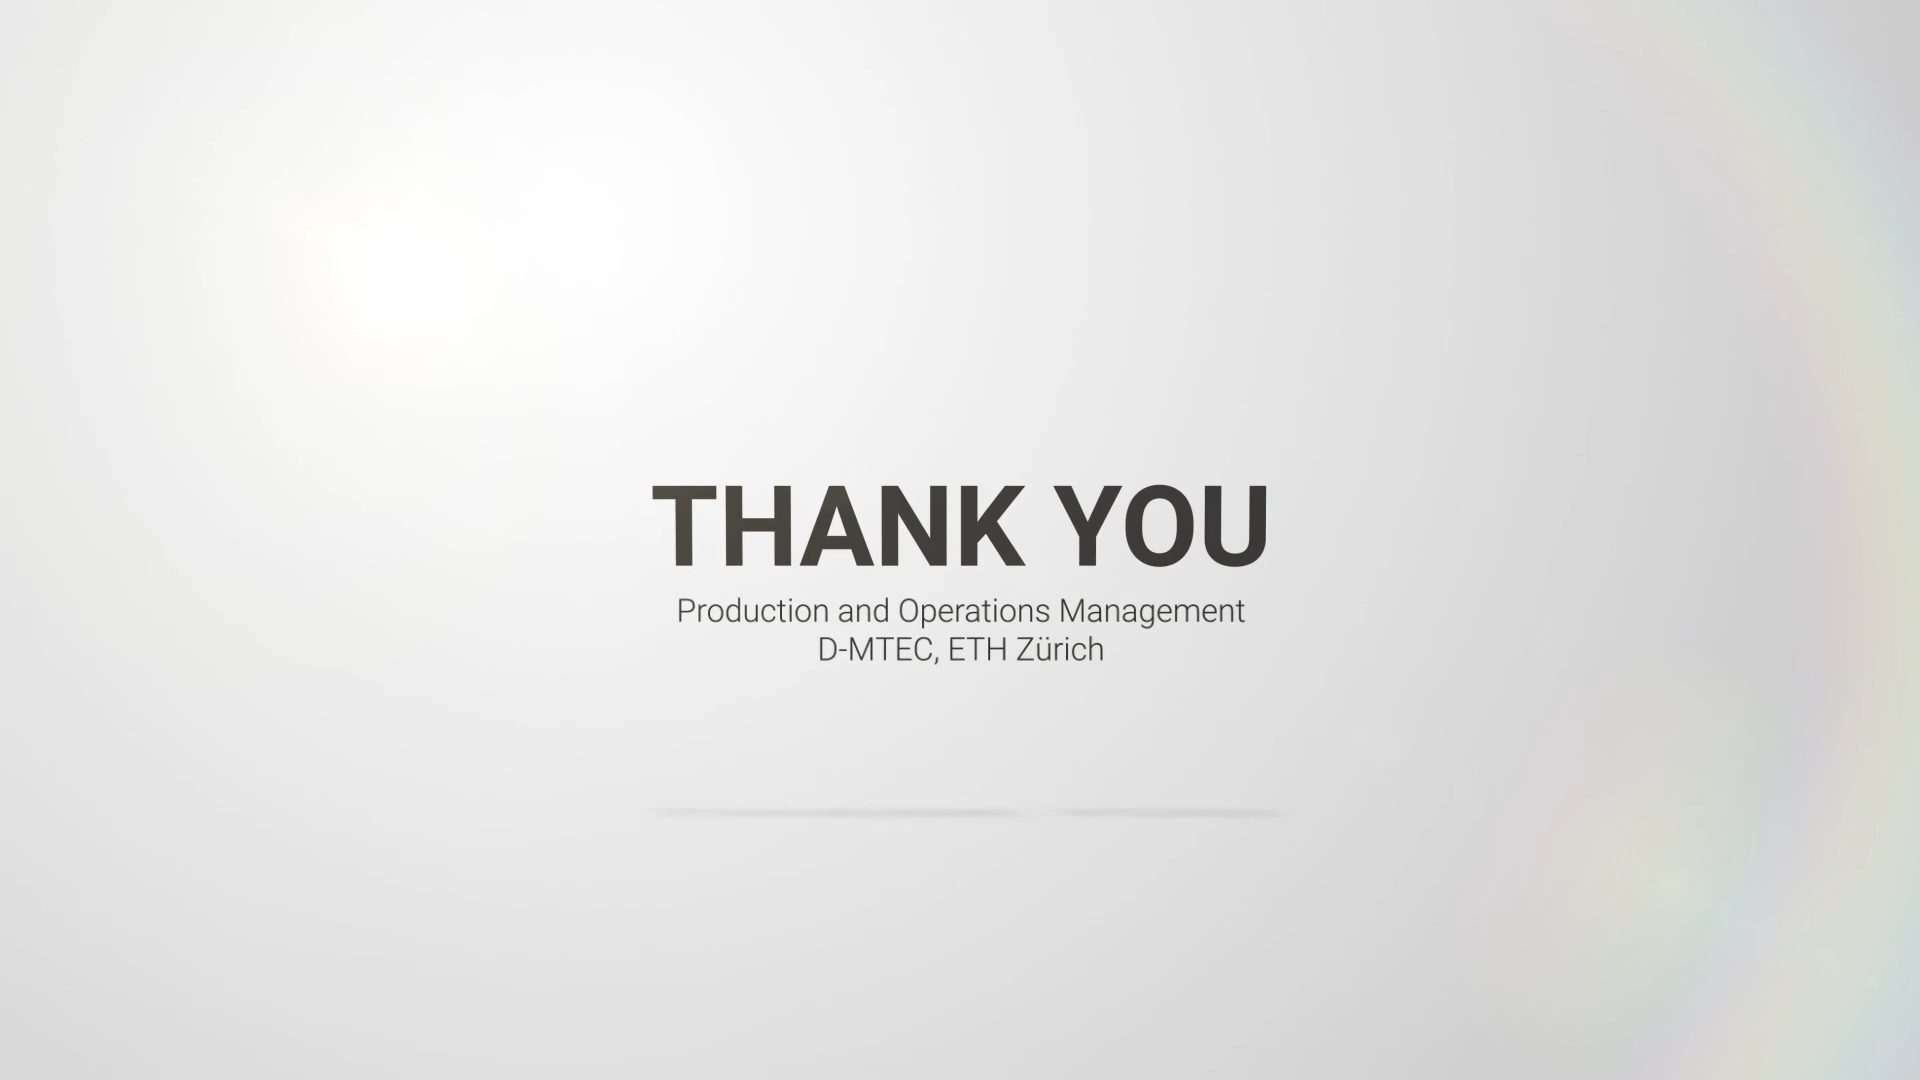 THANK YOU
Production and Operations Management
D-MTEC, ETH Zürich